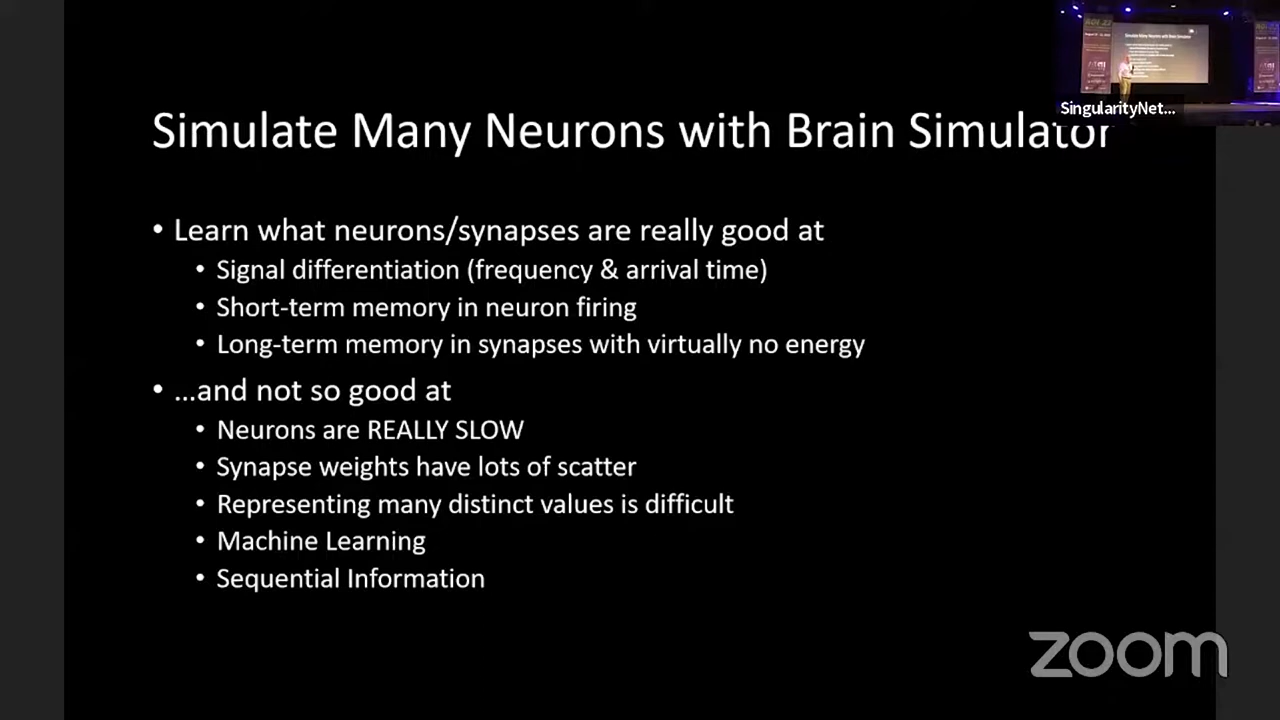 Simulate Many Neurons with Brain Simulator
• Learn what neurons/synapses are really good at
• Signal differentiation (frequency & arrival time)
• Short-term memory in neuron firing
• Long-term memory in synapses with virtually no energy
• ...and not so good at
• Neurons are REALLY SLOW
• Synapse weights have lots of scatter
• Representing many distinct values is difficult
• Machine Learning
• Sequential Information
SingularityNet...
zoom